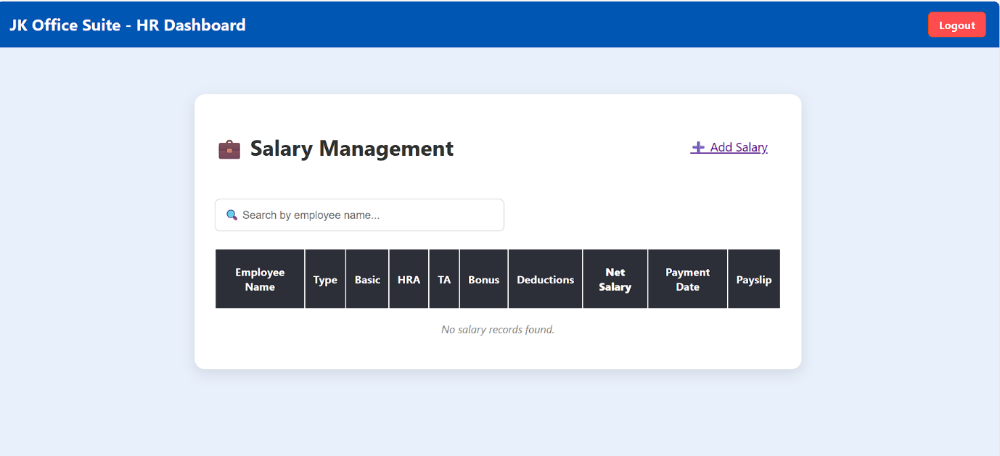 JK Office Suite - HR Dashboard
Logout
💼 Salary Management
➕ Add Salary
🔍 Search by employee name...
Employee Name Type Basic HRA TA Bonus Deductions Net Salary Payment Date Payslip
No salary records found.